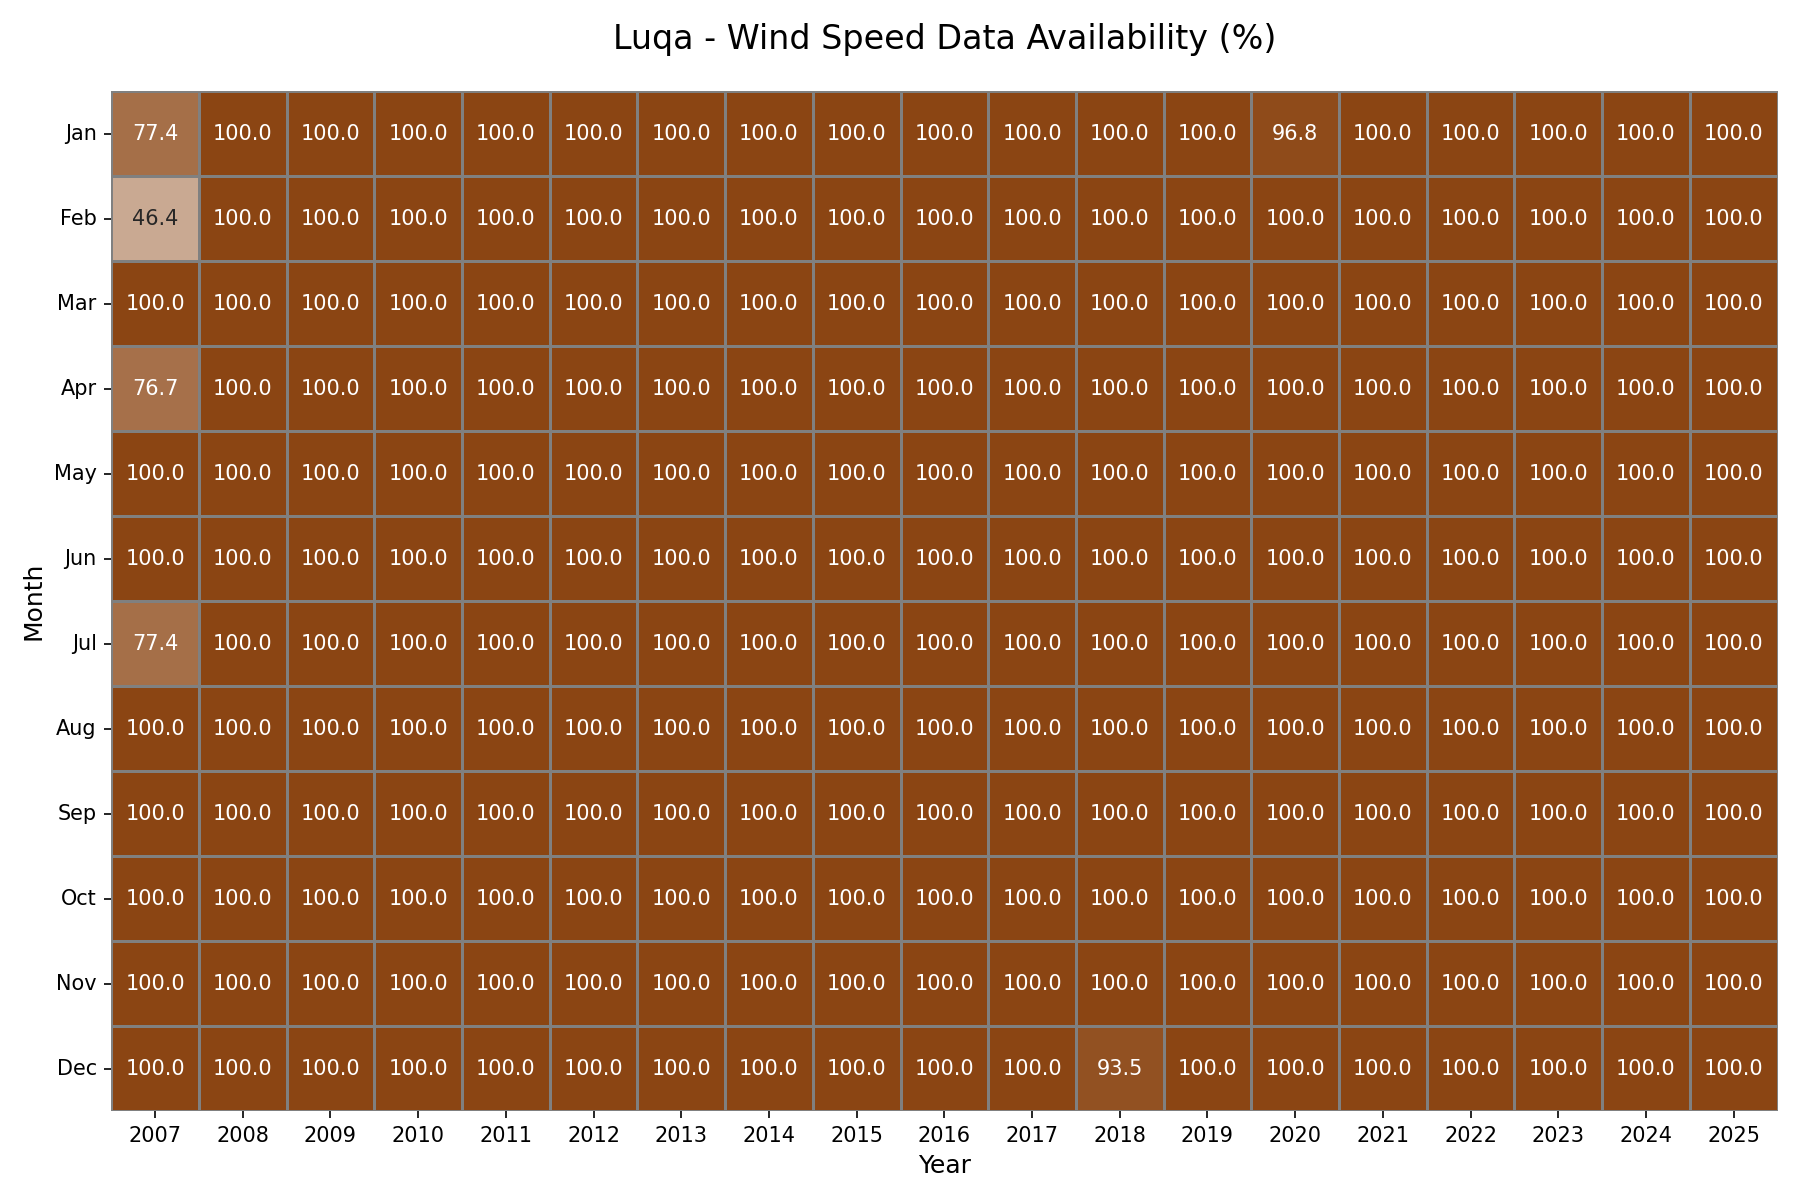 Luqa - Wind Speed Data Availability (%)
Jan 77.4 100.0 100.0 100.0 100.0 100.0 100.0 100.0 100.0 100.0 100.0 100.0 100.0 96.8 100.0 100.0 100.0 100.0 100.0
Feb 46.4 100.0 100.0 100.0 100.0 100.0 100.0 100.0 100.0 100.0 100.0 100.0 100.0 100.0 100.0 100.0 100.0 100.0 100.0
Mar 100.0 100.0 100.0 100.0 100.0 100.0 100.0 100.0 100.0 100.0 100.0 100.0 100.0 100.0 100.0 100.0 100.0 100.0 100.0
Apr 76.7 100.0 100.0 100.0 100.0 100.0 100.0 100.0 100.0 100.0 100.0 100.0 100.0 100.0 100.0 100.0 100.0 100.0 100.0
May 100.0 100.0 100.0 100.0 100.0 100.0 100.0 100.0 100.0 100.0 100.0 100.0 100.0 100.0 100.0 100.0 100.0 100.0 100.0
Jun 100.0 100.0 100.0 100.0 100.0 100.0 100.0 100.0 100.0 100.0 100.0 100.0 100.0 100.0 100.0 100.0 100.0 100.0 100.0
Month
Jul 77.4 100.0 100.0 100.0 100.0 100.0 100.0 100.0 100.0 100.0 100.0 100.0 100.0 100.0 100.0 100.0 100.0 100.0 100.0
Aug 100.0 100.0 100.0 100.0 100.0 100.0 100.0 100.0 100.0 100.0 100.0 100.0 100.0 100.0 100.0 100.0 100.0 100.0 100.0
Sep 100.0 100.0 100.0 100.0 100.0 100.0 100.0 100.0 100.0 100.0 100.0 100.0 100.0 100.0 100.0 100.0 100.0 100.0 100.0
Oct 100.0 100.0 100.0 100.0 100.0 100.0 100.0 100.0 100.0 100.0 100.0 100.0 100.0 100.0 100.0 100.0 100.0 100.0 100.0
Nov 100.0 100.0 100.0 100.0 100.0 100.0 100.0 100.0 100.0 100.0 100.0 100.0 100.0 100.0 100.0 100.0 100.0 100.0 100.0
Dec 100.0 100.0 100.0 100.0 100.0 100.0 100.0 100.0 100.0 100.0 100.0 93.5 100.0 100.0 100.0 100.0 100.0 100.0 100.0
2007 2008 2009 2010 2011 2012 2013 2014 2015 2016 2017 2018 2019 2020 2021 2022 2023 2024 2025
Year